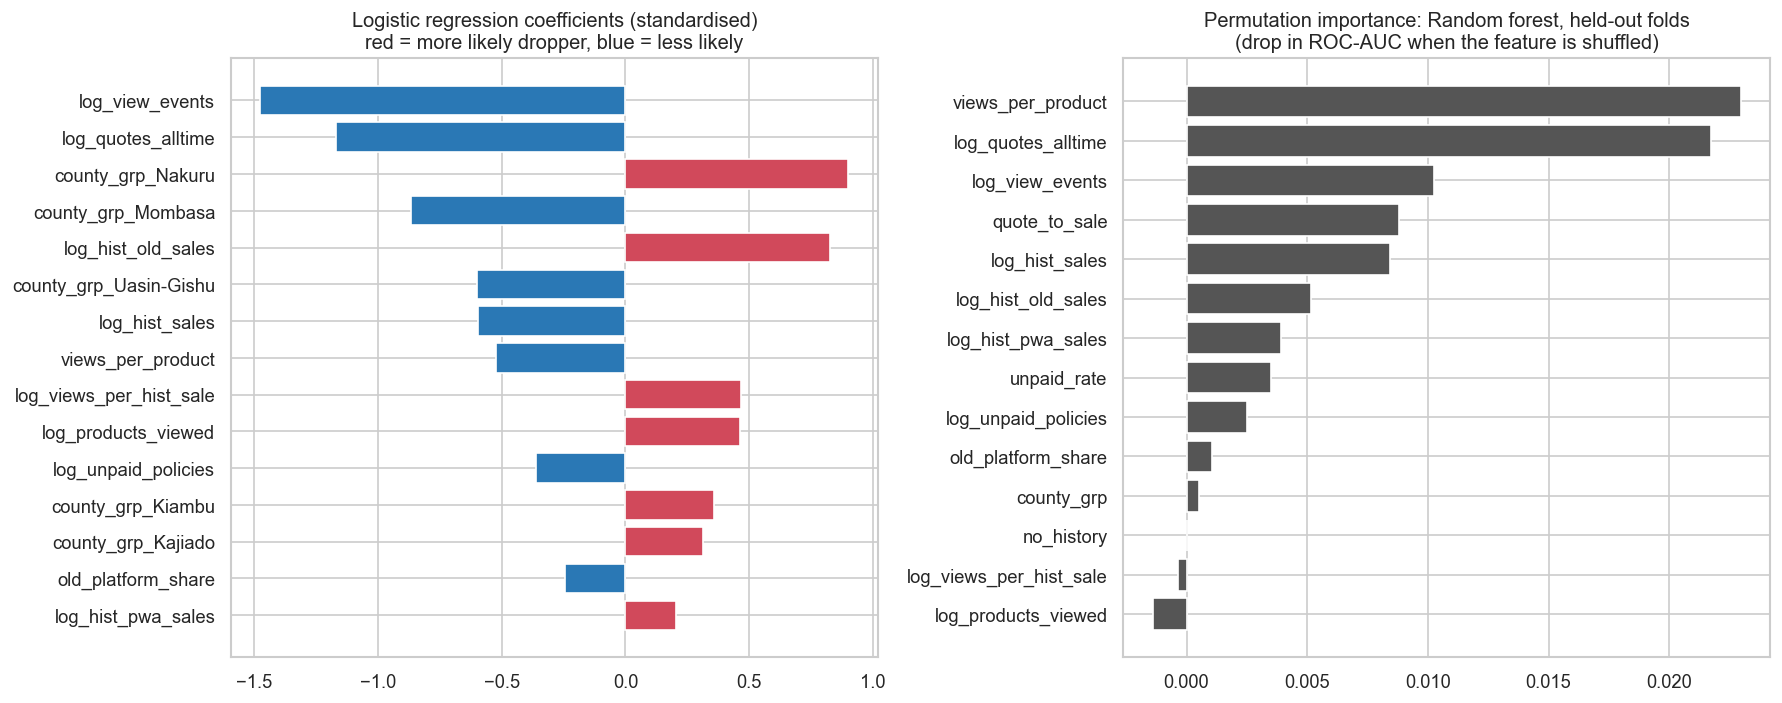 Logistic regression coefficients (standardised)
red = more likely dropper, blue = less likely
log_view_events
log_quotes_alltime
county_grp_Nakuru
county_grp_Mombasa
log_hist_old_sales
county_grp_Uasin-Gishu
log_hist_sales
views_per_product
log_views_per_hist_sale
log_products_viewed
log_unpaid_policies
county_grp_Kiambu
county_grp_Kajiado
old_platform_share
log_hist_pwa_sales
−1.5 −1.0 −0.5 0.0 0.5 1.0
Permutation importance: Random forest, held-out folds
(drop in ROC-AUC when the feature is shuffled)
views_per_product
log_quotes_alltime
log_view_events
quote_to_sale
log_hist_sales
log_hist_old_sales
log_hist_pwa_sales
unpaid_rate
log_unpaid_policies
old_platform_share
county_grp
no_history
log_views_per_hist_sale
log_products_viewed
0.000 0.005 0.010 0.015 0.020